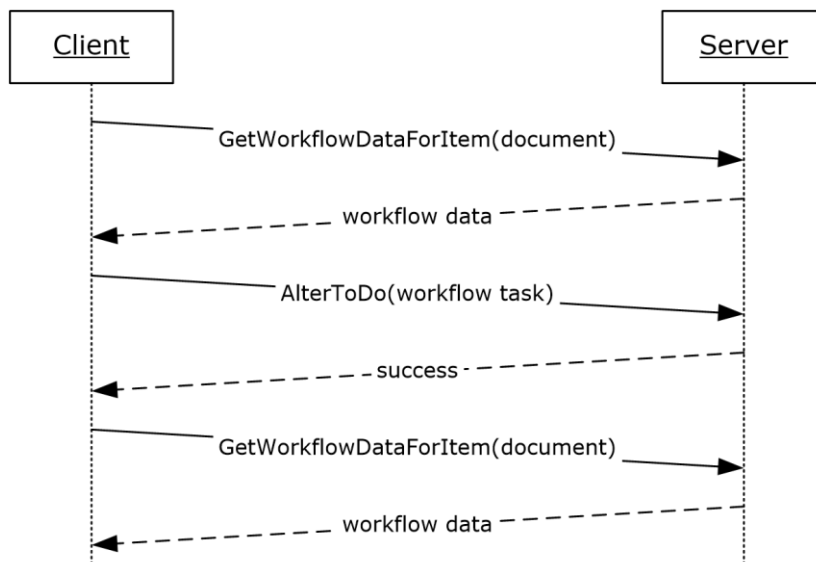 Client
Server
GetWorkflowDataForItem(document)
workflow data
AlterToDo(workflow task)
success
GetWorkflowDataForItem(document)
workflow data